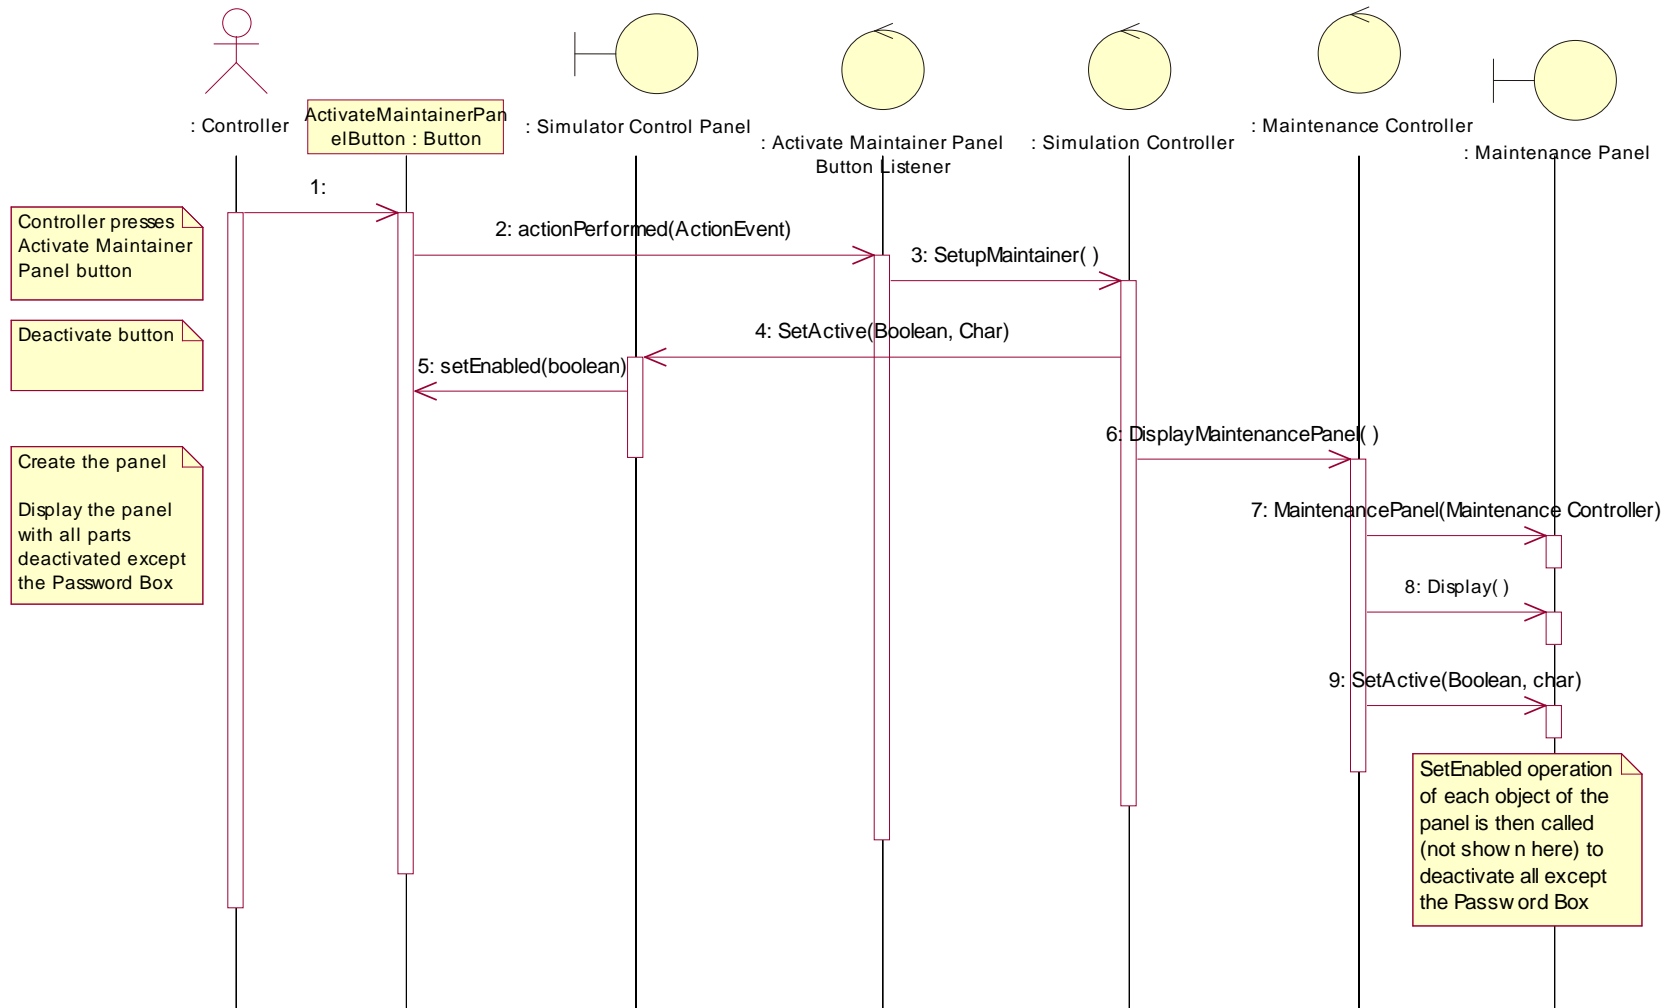 : Controller
ActivateMaintainerPan
elButton : Button
: Simulator Control Panel
: Activate Maintainer Panel
Button Listener
: Simulation Controller
: Maintenance Controller
: Maintenance Panel
1:
Controller presses
Activate Maintainer
Panel button
2: actionPerformed(ActionEvent)
3: SetupMaintainer( )
Deactivate button
4: SetActive(Boolean, Char)
5: setEnabled(boolean)
6: DisplayMaintenancePanel( )
Create the panel
Display the panel
with all parts
deactivated except
the Password Box
7: MaintenancePanel(Maintenance Controller)
8: Display( )
9: SetActive(Boolean, char)
SetEnabled operation
of each object of the
panel is then called
(not shown here) to
deactivate all except
the Password Box